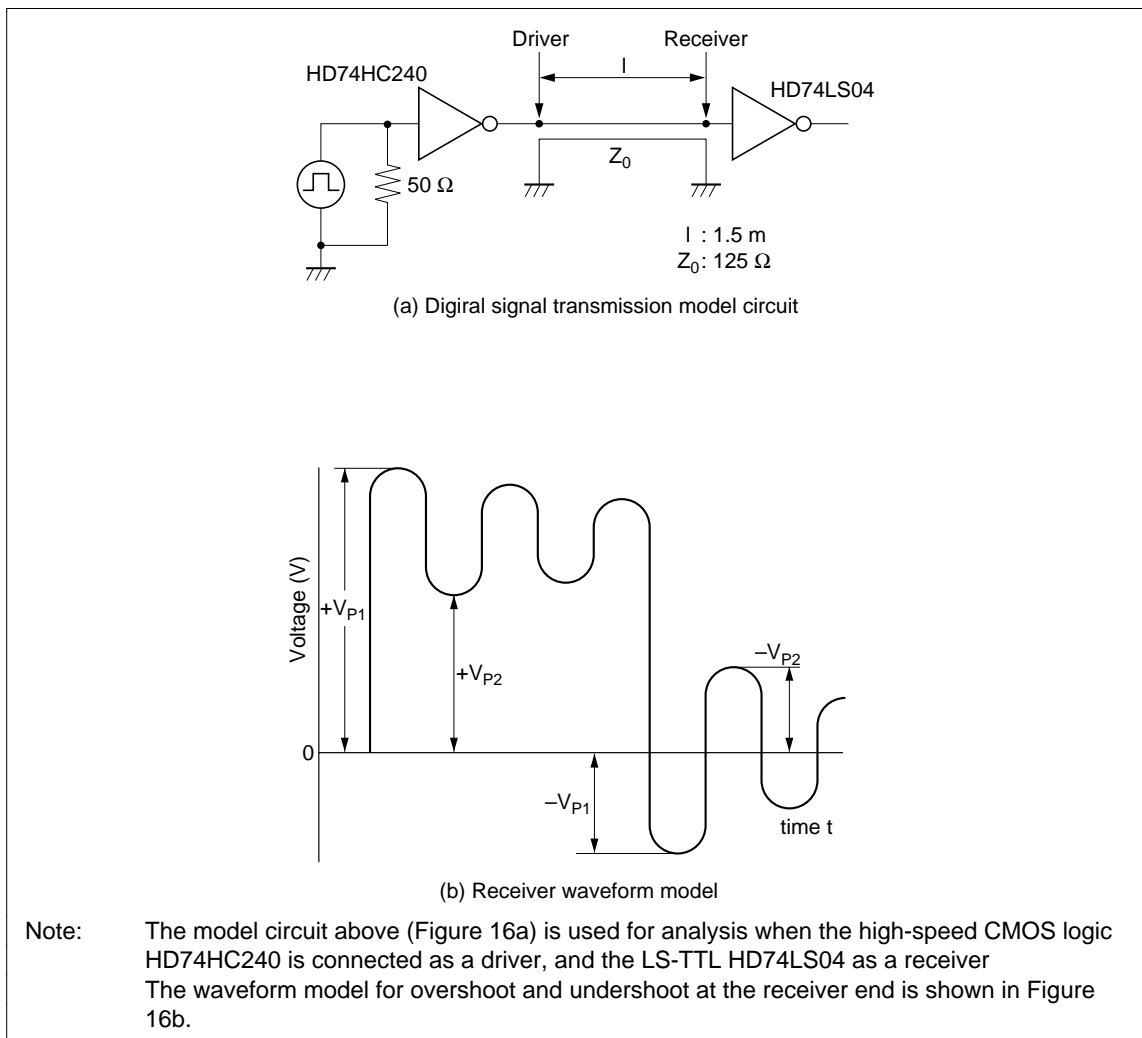 Driver
Receiver
l
HD74HC240
HD74LS04
Z0
50 Ω
l : 1.5 m
Z0: 125 Ω
(a) Digiral signal transmission model circuit
Voltage (V)
+VP1
+VP2
–VP2
0
–VP1
time t
(b) Receiver waveform model
Note: The model circuit above (Figure 16a) is used for analysis when the high-speed CMOS logic
HD74HC240 is connected as a driver, and the LS-TTL HD74LS04 as a receiver
The waveform model for overshoot and undershoot at the receiver end is shown in Figure
16b.